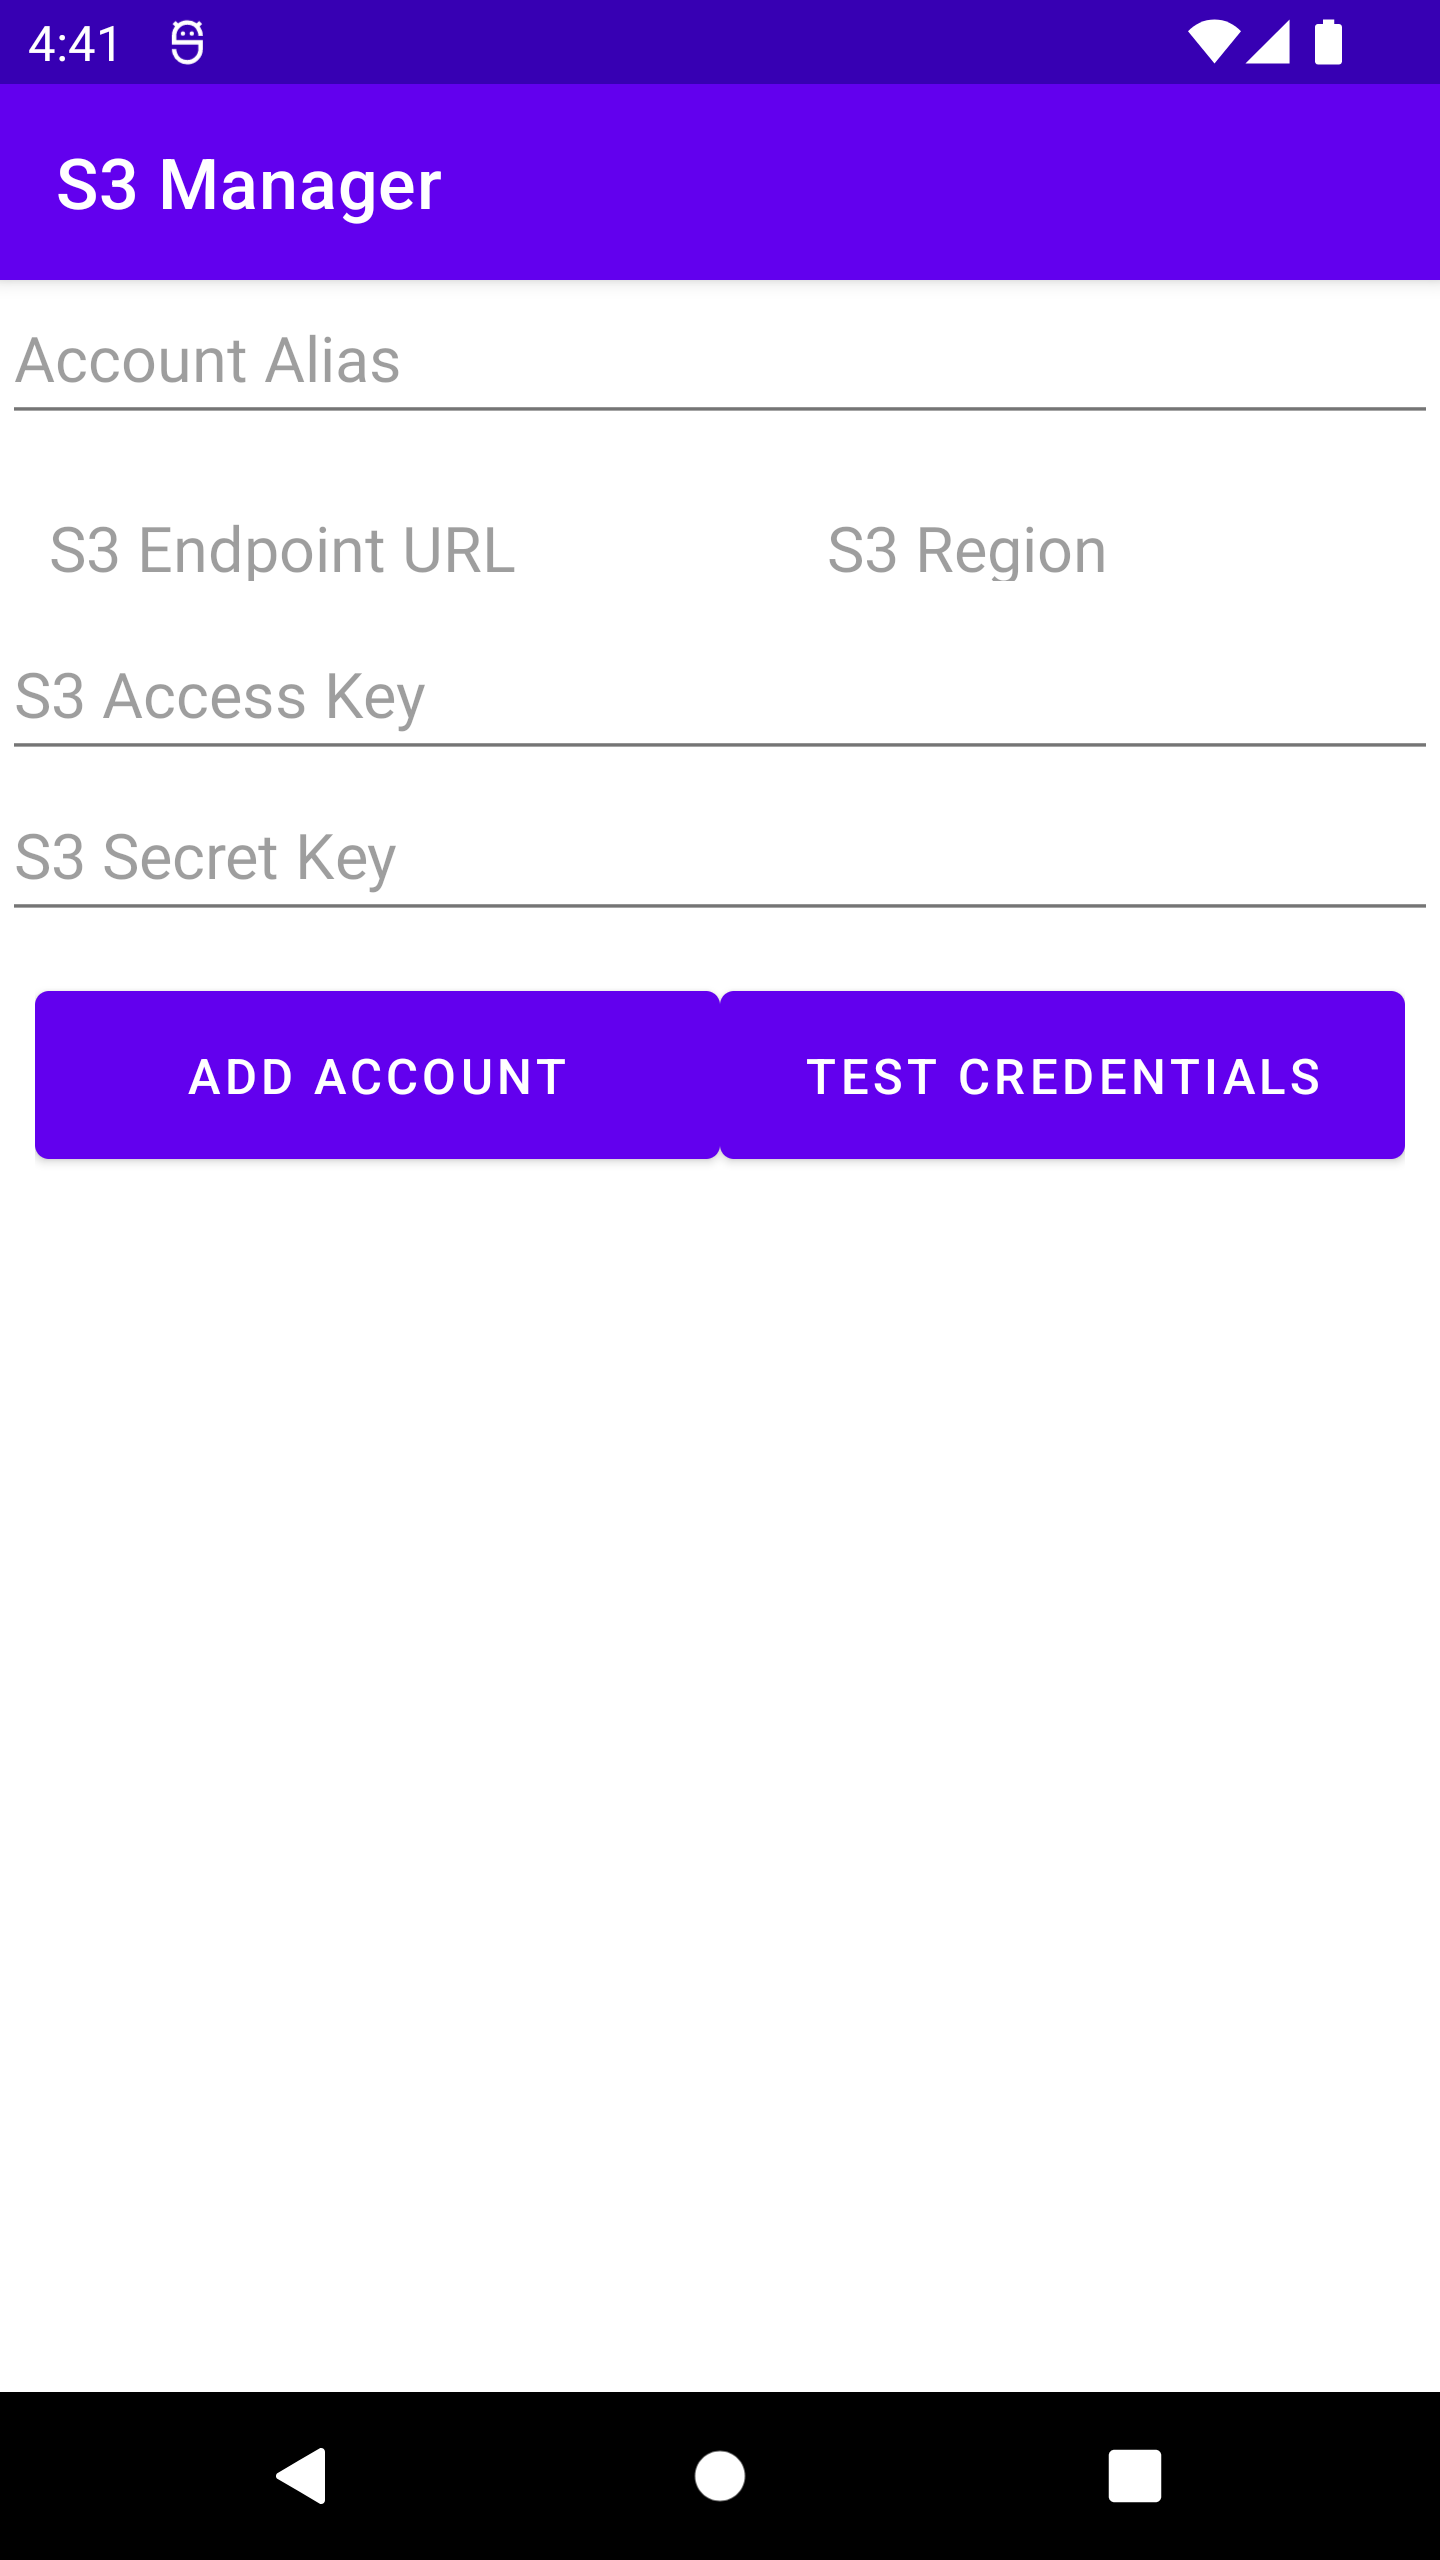 4:41
S3 Manager
Account Alias
S3 Endpoint URL S3 Region
S3 Access Key
S3 Secret Key
ADD ACCOUNT TEST CREDENTIALS